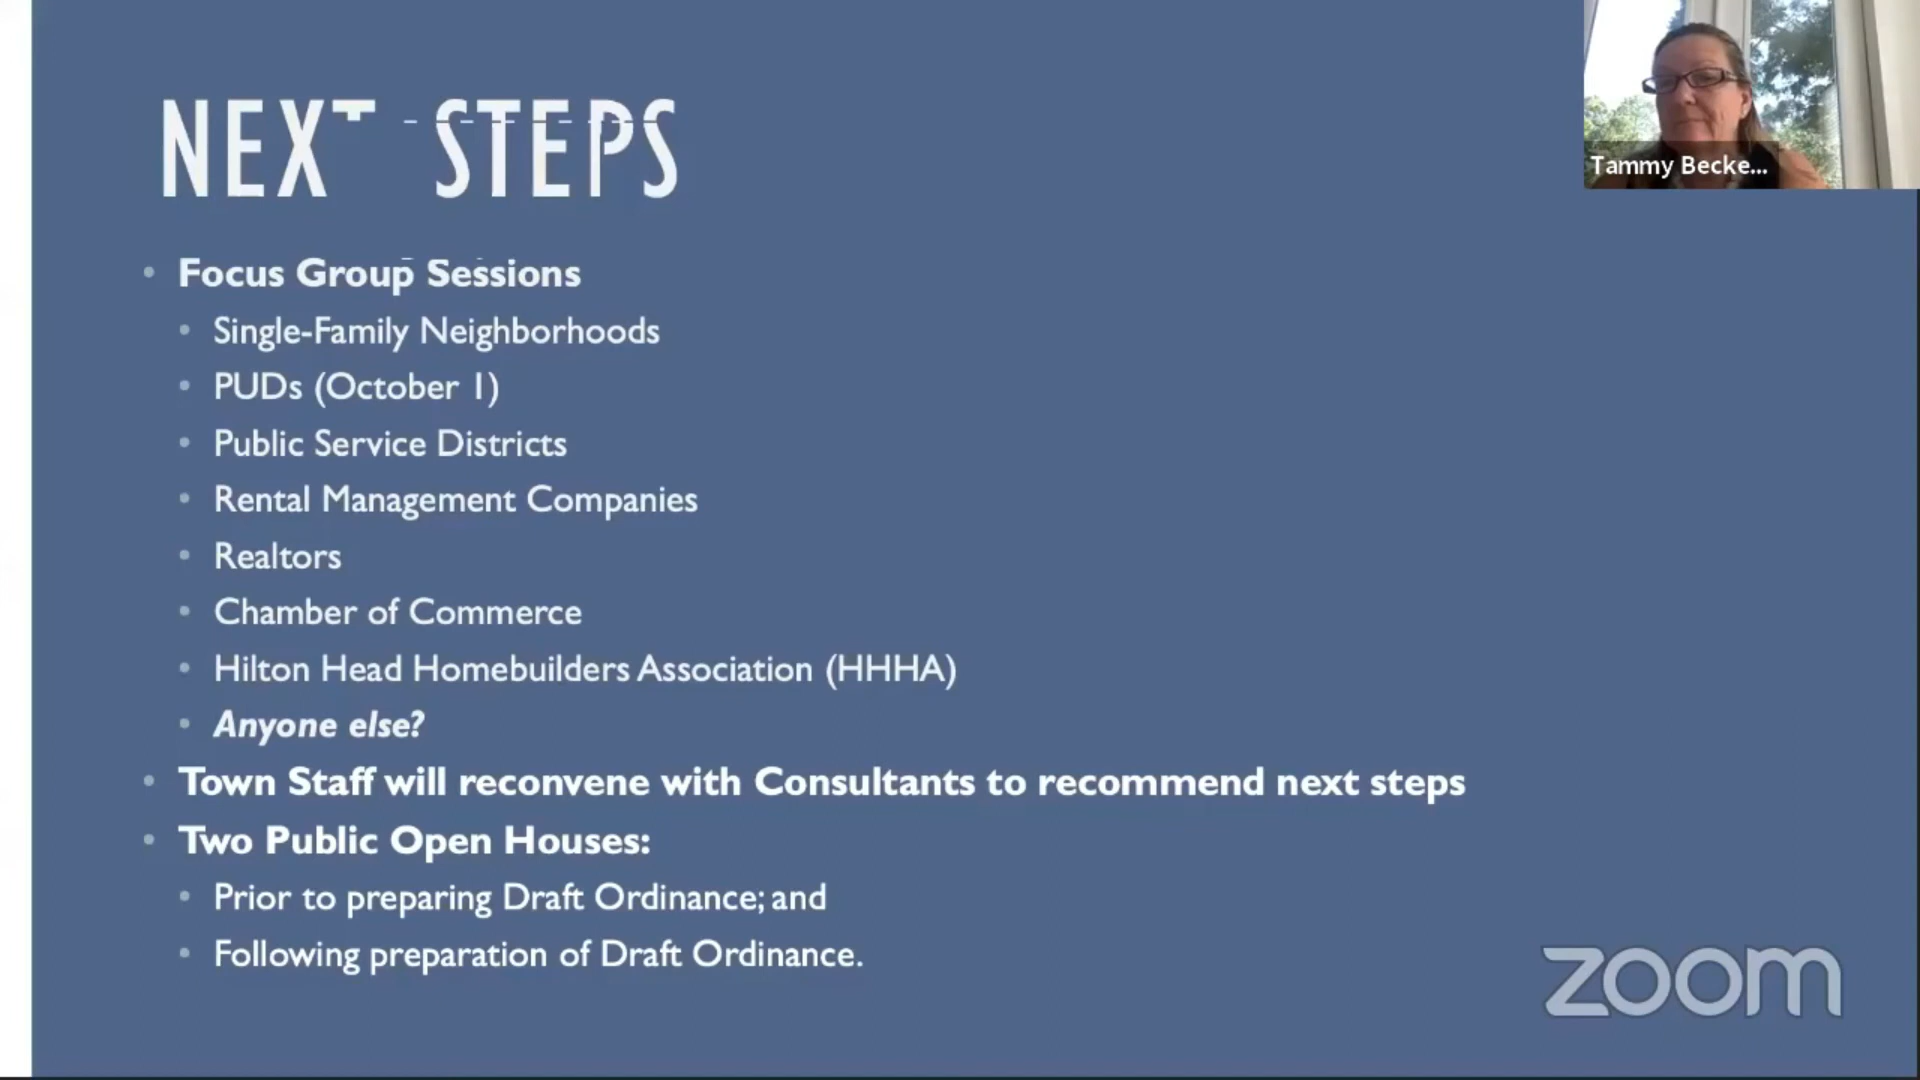 NEXT STEPS
Tammy Becke...
• Focus Group Sessions
• Single-Family Neighborhoods
• PUDs (October 1)
• Public Service Districts
• Rental Management Companies
• Realtors
• Chamber of Commerce
• Hilton Head Homebuilders Association (HHHA)
• Anyone else?
• Town Staff will reconvene with Consultants to recommend next steps
• Two Public Open Houses:
• Prior to preparing Draft Ordinance; and
• Following preparation of Draft Ordinance.
zoom